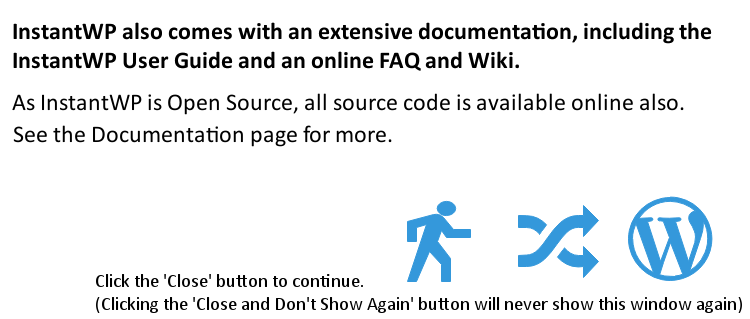 InstantWP also comes with an extensive documentation, including the
InstantWP User Guide and an online FAQ and Wiki.
As InstantWP is Open Source, all source code is available online also.
See the Documentation page for more.
Click the 'Close' button to continue.
(Clicking the 'Close and Don't Show Again' button will never show this window again)